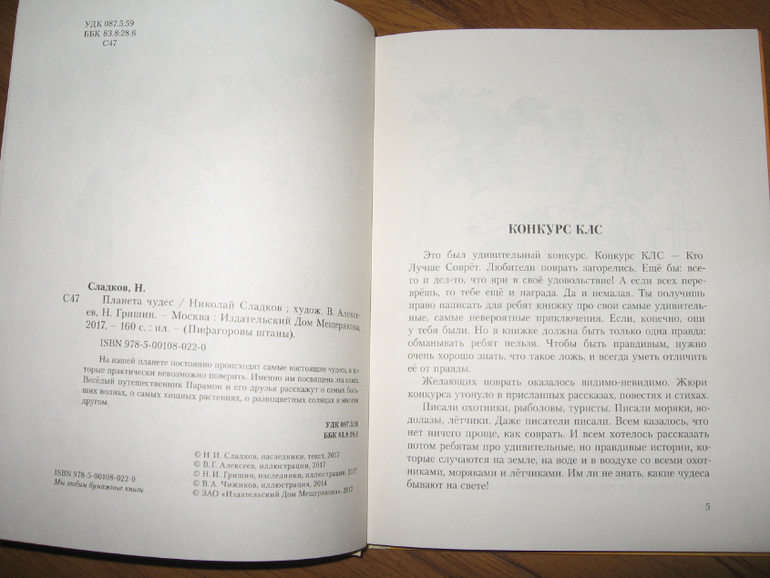 УДК 087.5:59
ББК 83.8:28.6
С47
Сладков, Н.
С47 Планета чудес / Николай Сладков ; худож. В. Алексе-
ев, Н. Гришин. – Москва : Издательский Дом Мещерякова,
2017. – 160 с. : ил. – (Пифагоровы штаны).
ISBN 978-5-00108-022-0
На нашей планете постоянно происходят самые настоящие чудеса, в ко-
торые практически невозможно поверить. Именно им посвящена эта книга.
Весёлый путешественник Парамон и его друзья расскажут о самых боль-
ших волнах, о самых хищных растениях, о разноцветных солнцах и многом
другом.
УДК 087.5:59
ББК 83.8:28.6
© Н.И. Сладков, наследники, текст, 2017
© В.Г. Алексеев, иллюстрации, 2017
© Н.И. Гришин, наследники, иллюстрации, 2017
© В.А. Чижиков, иллюстрация, 2014
© ЗАО «Издательский Дом Мещерякова», 2017
ISBN 978-5-00108-022-0
Мы любим бумажные книги
КОНКУРС КЛС
Это был удивительный конкурс. Конкурс КЛС — Кто
Лучше Соврёт. Любители поврать загорелись. Ещё бы: все-
го и дел-то, что ври в своё удовольствие! А если всех пере-
врёшь, то тебе ещё и награда. Да и немалая. Ты получишь
право написать для ребят книжку про свои самые удивитель-
ные, самые невероятные приключения. Если, конечно, они
у тебя были. Но в книжке должна быть только одна правда:
обманывать ребят нельзя. Чтобы быть правдивым, нужно
очень хорошо знать, что такое ложь, и всегда уметь отличить
её от правды.
Желающих поврать оказалось видимо-невидимо. Жюри
конкурса утонуло в присланных рассказах, повестях и стихах.
Писали охотники, рыболовы, туристы. Писали моряки, во-
долазы, лётчики. Даже писатели писали. Всем казалось, что
нет ничего проще, как соврать. И всем хотелось рассказать
потом ребятам про удивительные, но правдивые истории, ко-
торые случаются на земле, на воде и в воздухе со всеми охот-
никами, моряками и лётчиками. Им ли не знать, какие чудеса
бывают на свете!
5